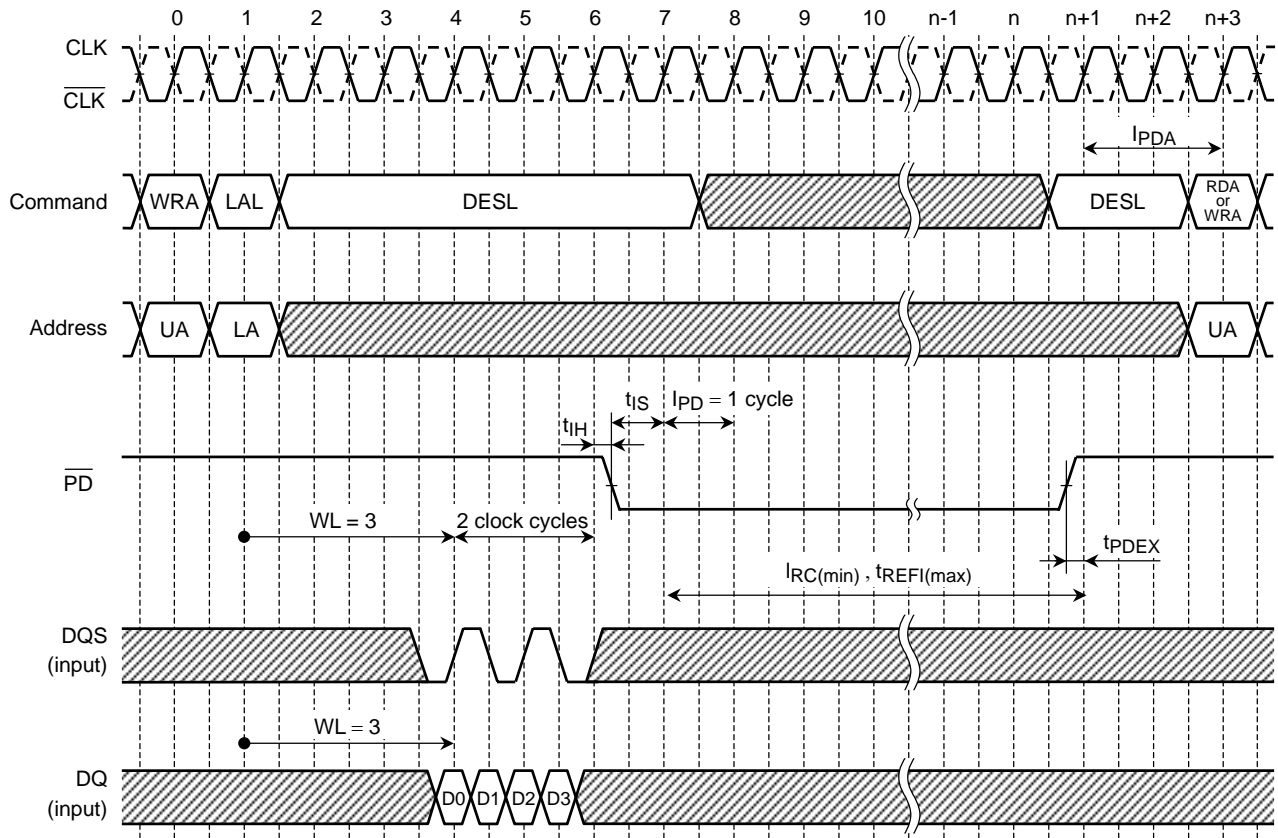 0 1 2 3 4 5 6 7 8 9 10 n-1 n n+1 n+2 n+3
CLK
CLK
IPDA
Command WRA LAL DESL DESL RDA or WRA
Address UA LA UA
tIS IPD = 1 cycle
tIH
PD
WL = 3 2 clock cycles
tPDEX
IRC(min) , tREFI(max)
DQS
(input)
WL = 3
DQ D0 D1 D2 D3
(input)